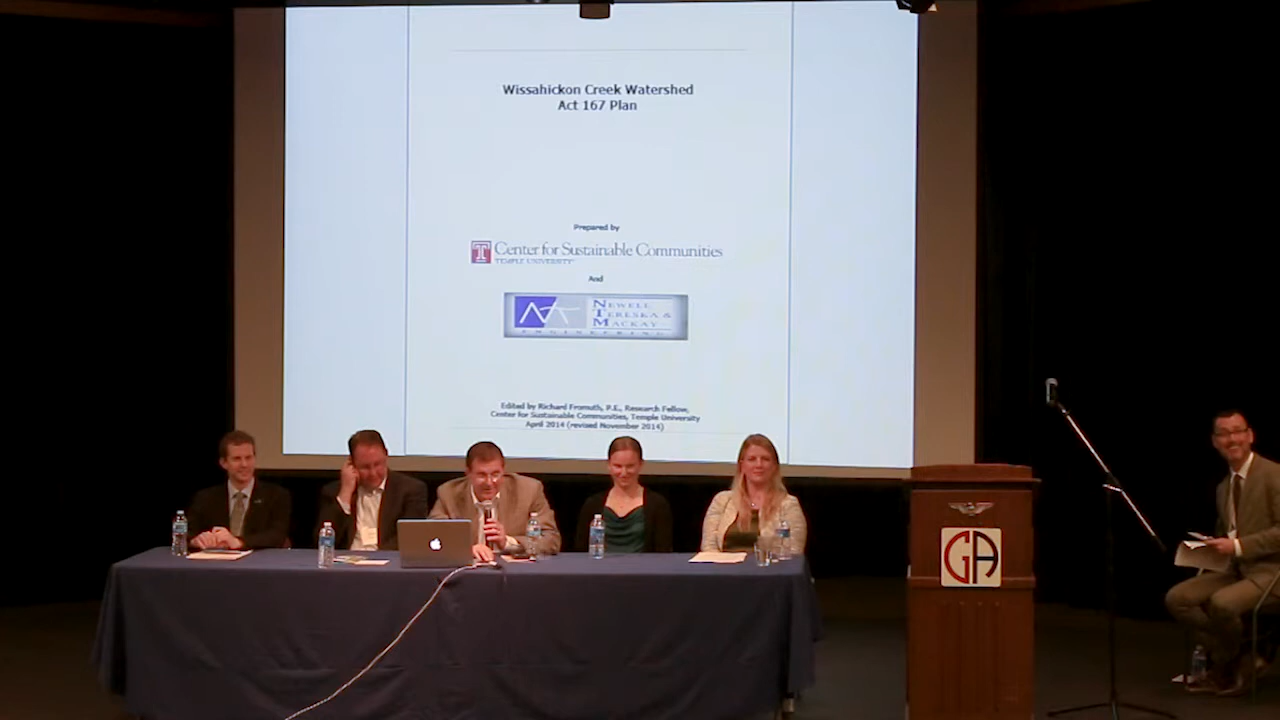 Wissahickon Creek Watershed
Act 167 Plan
Prepared by
T Center for Sustainable Communities
TEMPLE UNIVERSITY
And
NEWELL
TERESKA &
MACKAY
ENGINEERING
Edited by Richard Fromuth, P.E., Research Fellow,
Center for Sustainable Communities, Temple University
April 2014 (revised November 2014)
GA